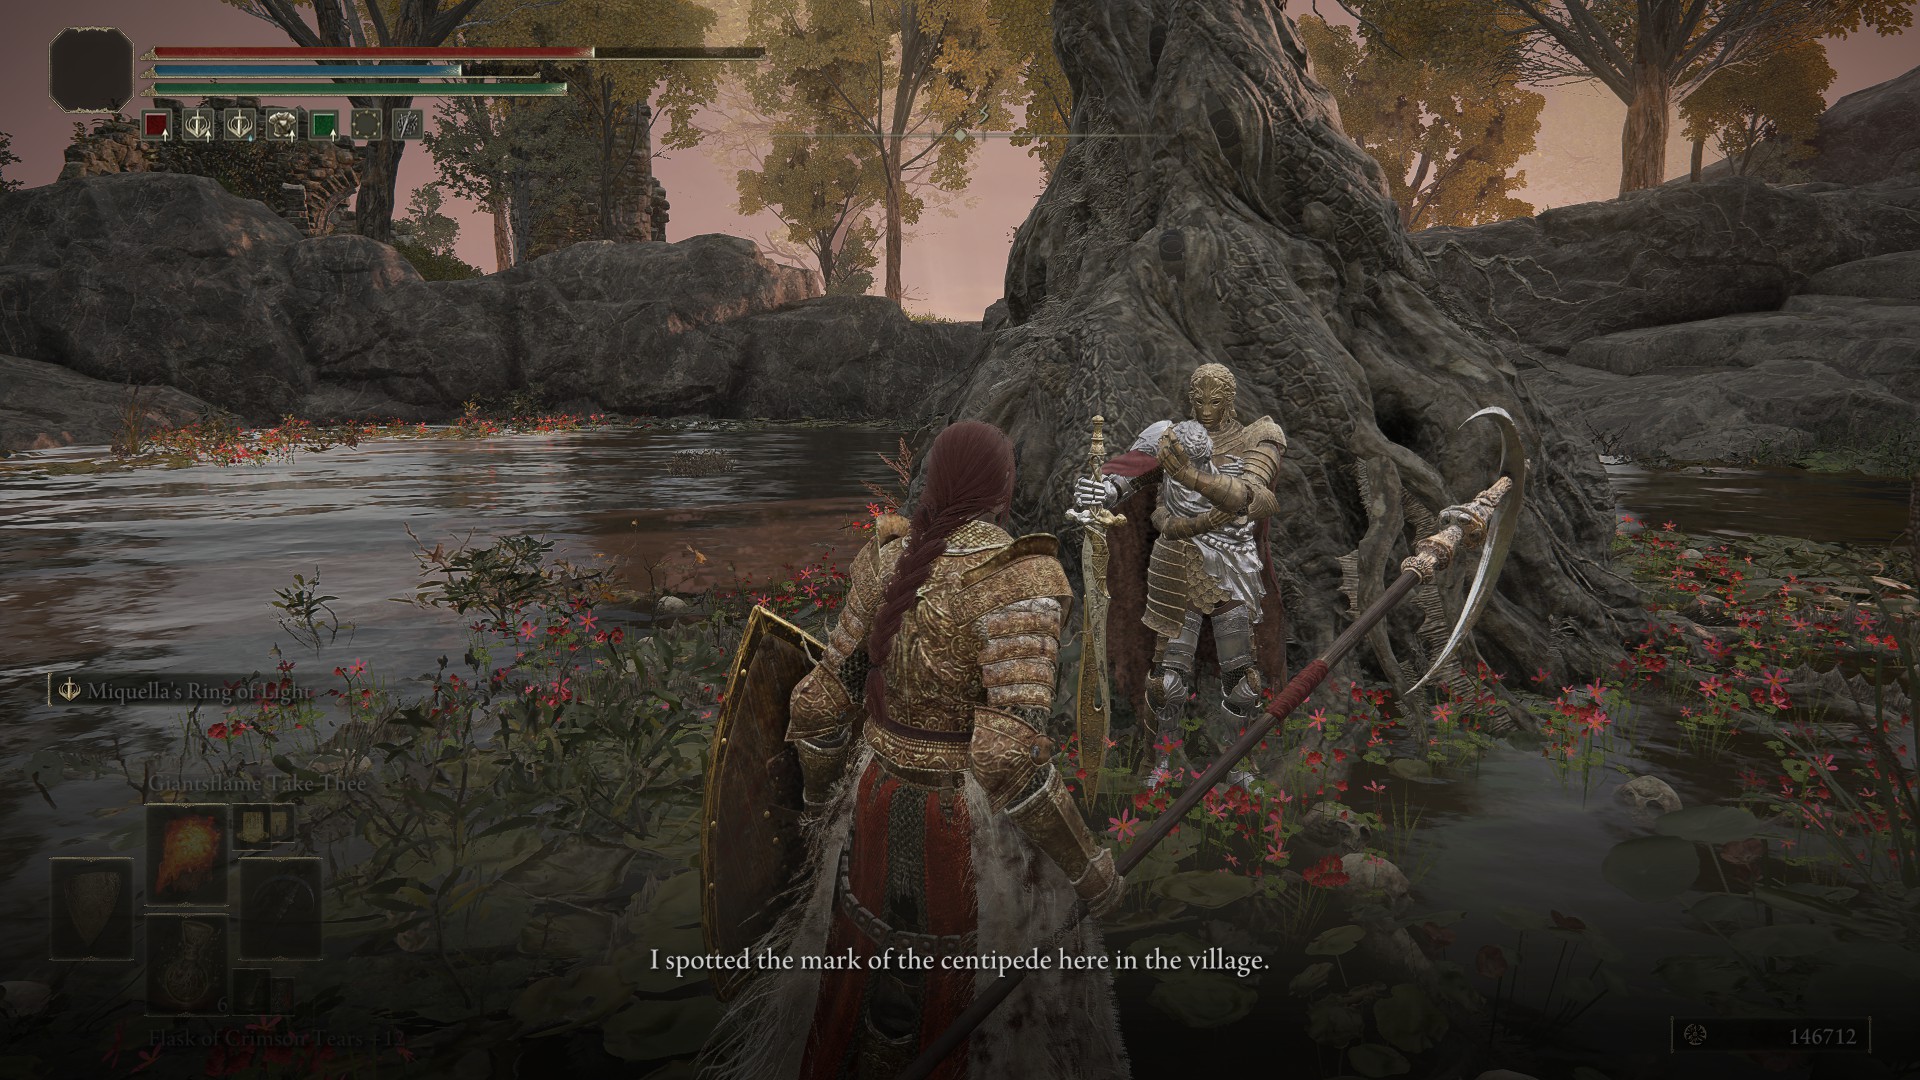 Miquella's Ring of Light
Giantsflame Take Thee
I spotted the mark of the centipede here in the village.
6
Flask of Crimson Tears +12
146712